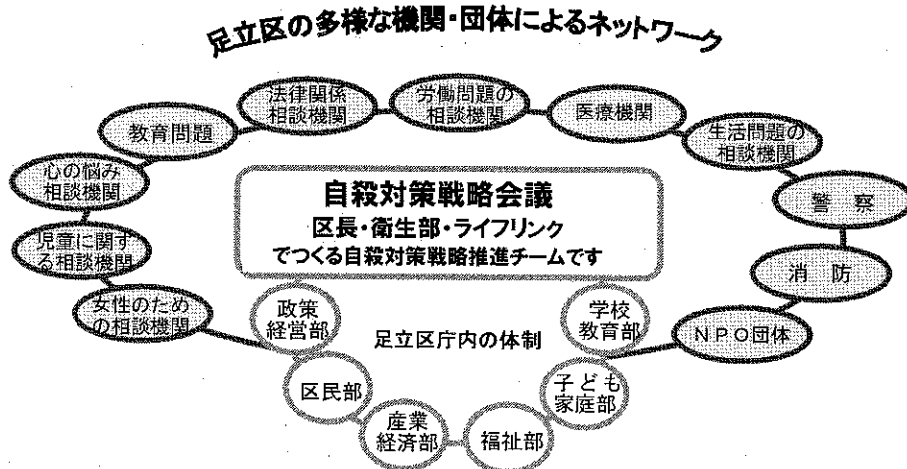 足立区の多様な機関・団体によるネットワーク
法律関係
相談機関
労働問題の
相談機関
教育問題
医療機関
生活問題の
相談機関
心の悩み
相談機関
自殺対策戦略会議
区長・衛生部・ライフリンク
でつくる自殺対策戦略推進チームです
警察
児童に関す
る相談機関
消防
女性のため
の相談機関
政策
経営部
足立区庁内の体制
学校
教育部
NPO団体
区民部
子ども
家庭部
産業
経済部
福祉部